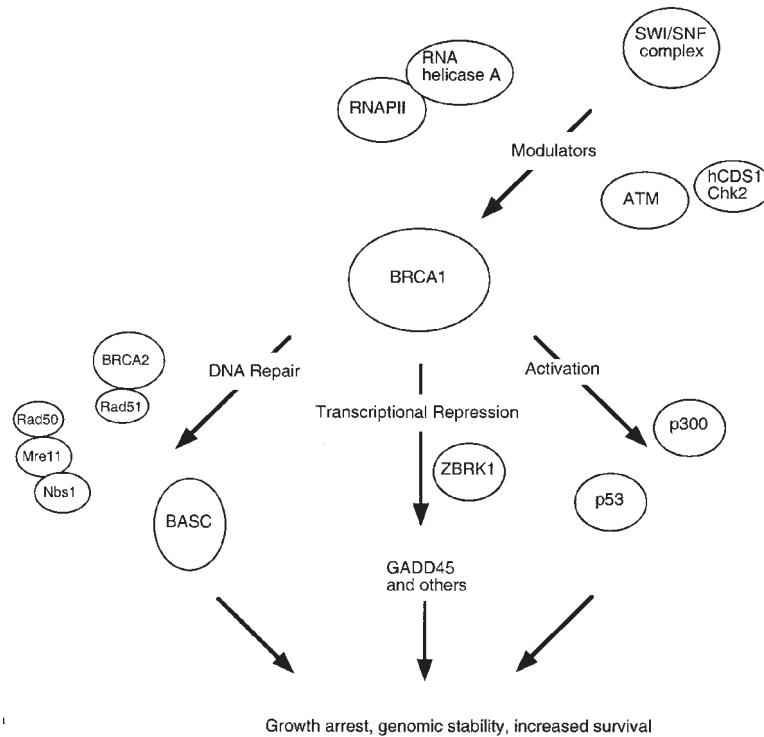 SWI/SNF
complex
RNA
helicase A
RNAPII
Modulators
hCDS1
Chk2
ATM
BRCA1
BRCA2
DNA Repair
Activation
Rad51
Rad50
Transcriptional Repression
p300
Mre11
ZBRK1
Nbs1
p53
BASC
GADD45
and others
Growth arrest, genomic stability, increased survival